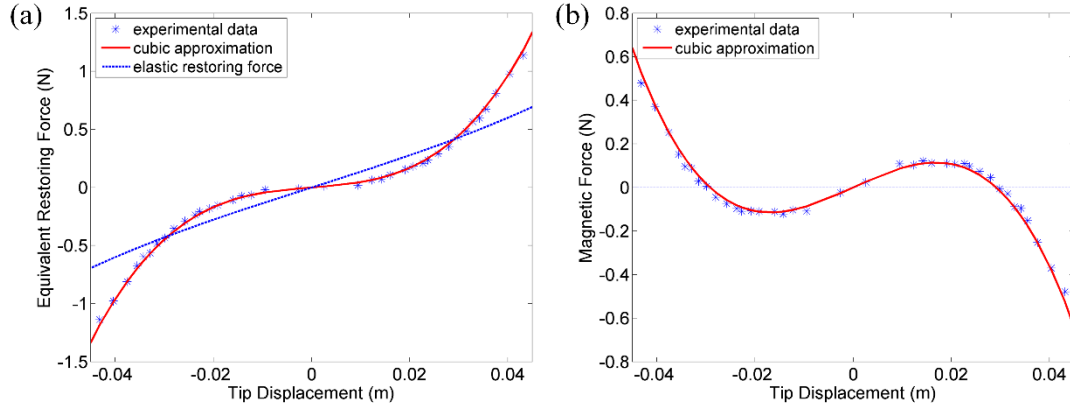 (a)
1.5
1
0.5
0
-0.5
-1
-1.5
Equivalent Restoring Force (N)
experimental data
cubic approximation
elastic restoring force
-0.04
-0.02
0
0.02
0.04
Tip Displacement (m)
(b)
0.8
0.6
0.4
0.2
0
-0.2
-0.4
-0.6
-0.8
Magnetic Force (N)
experimental data
cubic approximation
-0.04
-0.02
0
0.02
0.04
Tip Displacement (m)